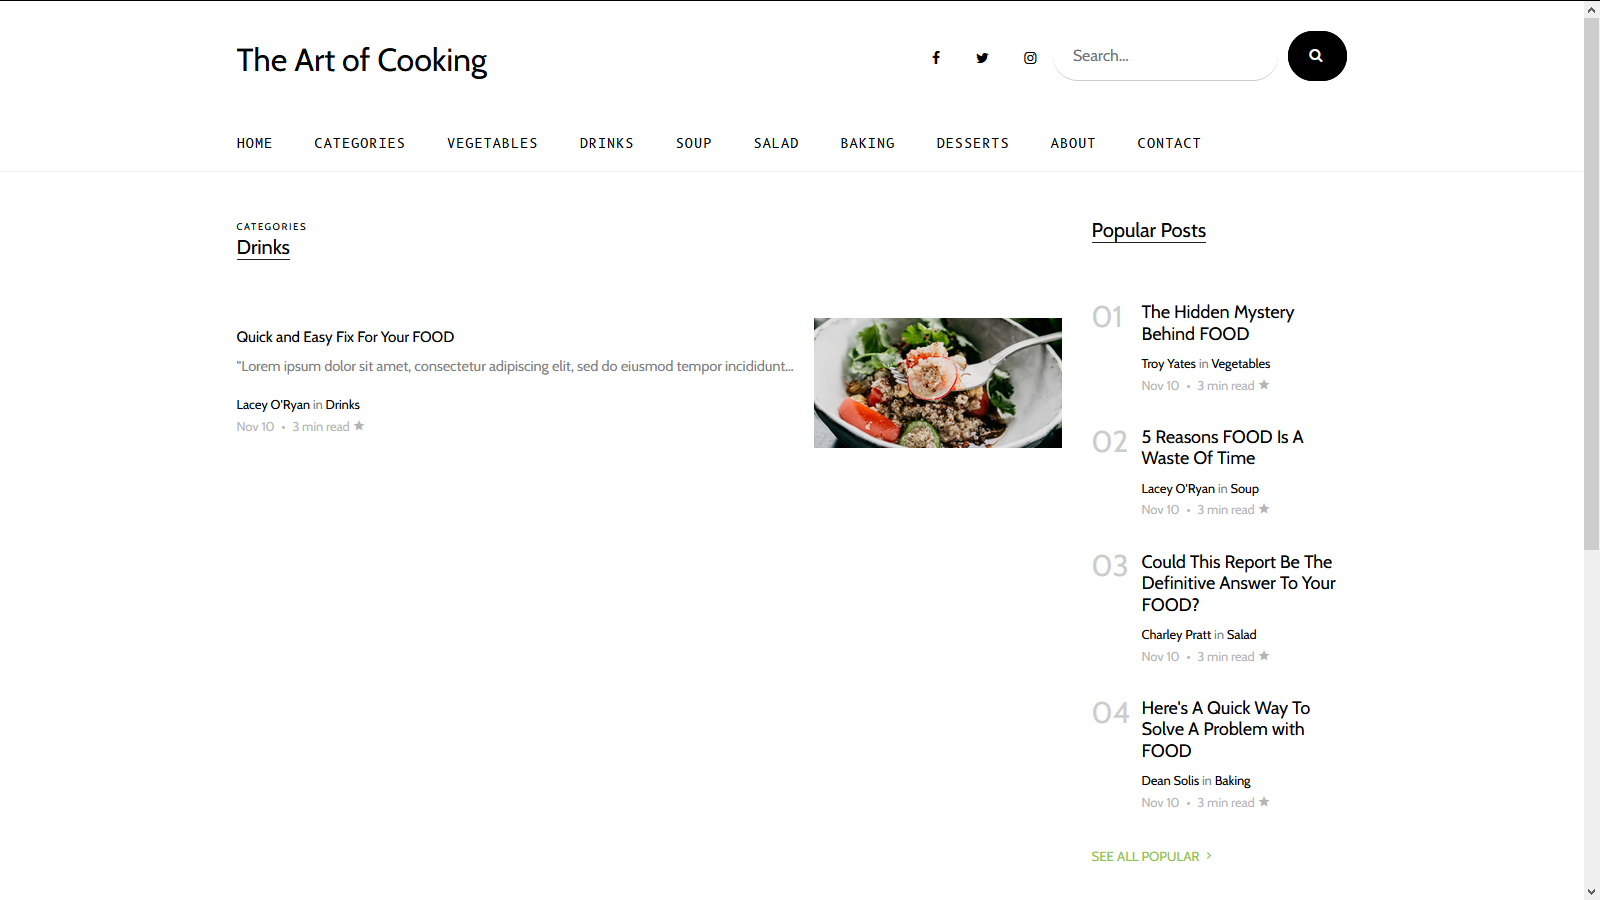 The Art of Cooking
Search...
HOME CATEGORIES VEGETABLES DRINKS SOUP SALAD BAKING DESSERTS ABOUT CONTACT
CATEGORIES
Drinks
Quick and Easy Fix For Your FOOD
"Lorem ipsum dolor sit amet, consectetur adipiscing elit, sed do eiusmod tempor incididunt...
Lacey O'Ryan in Drinks
Nov 10 • 3 min read ★
Popular Posts
01
The Hidden Mystery
Behind FOOD
Troy Yates in Vegetables
Nov 10 • 3 min read ★
02
5 Reasons FOOD Is A
Waste Of Time
Lacey O'Ryan in Soup
Nov 10 • 3 min read ★
03
Could This Report Be The
Definitive Answer To Your
FOOD?
Charley Pratt in Salad
Nov 10 • 3 min read ★
04
Here's A Quick Way To
Solve A Problem with
FOOD
Dean Solis in Baking
Nov 10 • 3 min read ★
SEE ALL POPULAR >